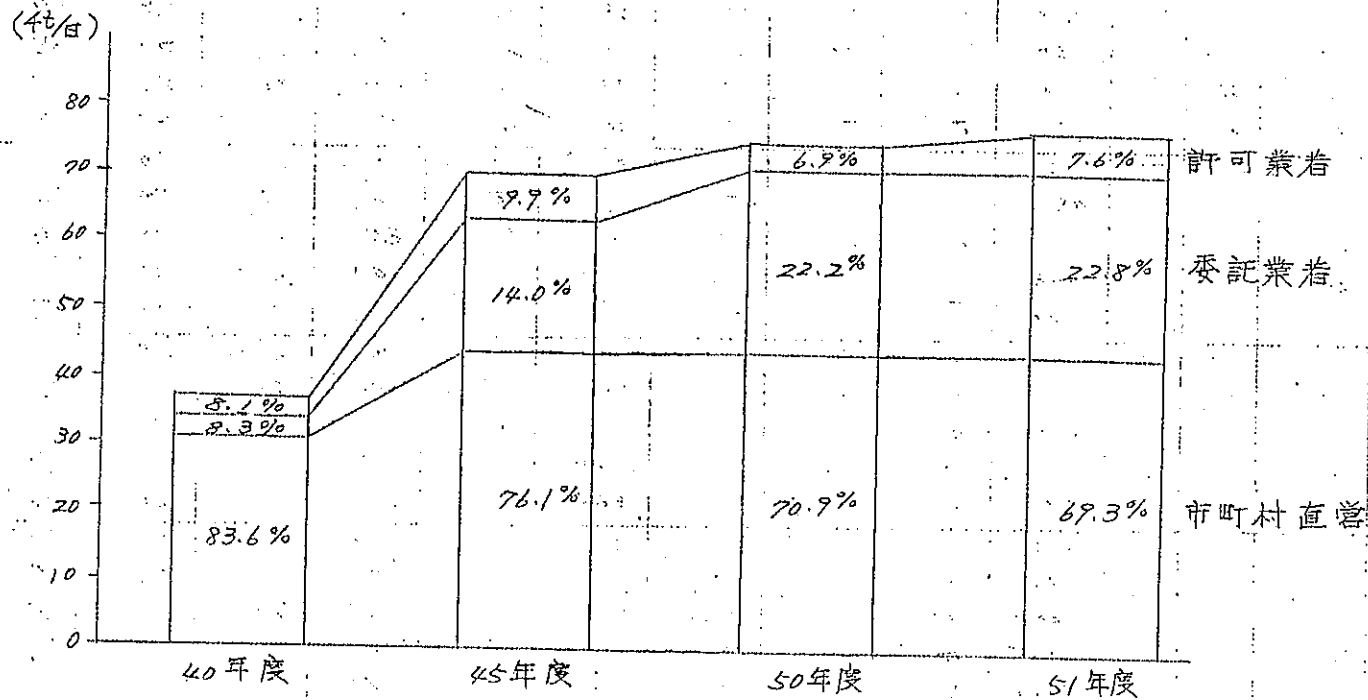 (千t/日)
80
70
60
50
40
30
20
10
0
8.1%
8.3%
83.6%
9.9%
14.0%
76.1%
6.9%
22.2%
70.9%
7.6%
22.8%
69.3%
許可業者
委託業者
市町村直営
40年度
45年度
50年度
51年度